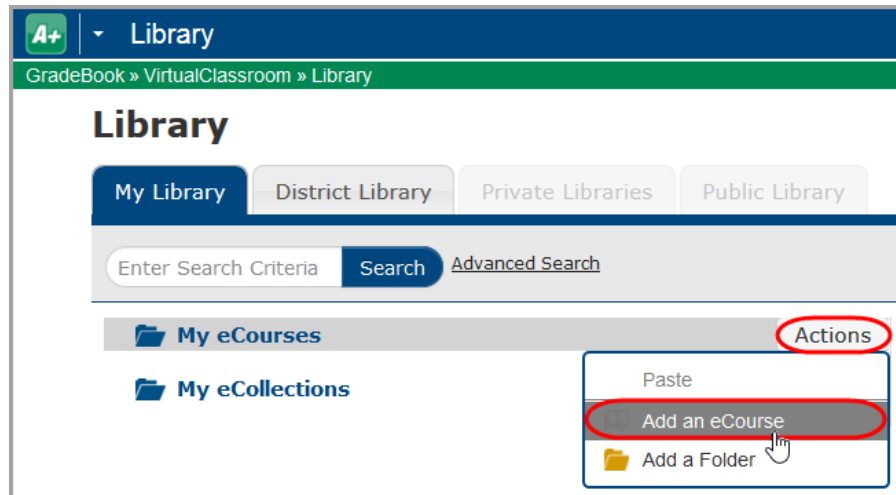 A+ Library
GradeBook » VirtualClassroom » Library
Library
My Library District Library Private Libraries Public Library
Enter Search Criteria Search Advanced Search
My eCourses Actions
Paste
My eCollections
Add an eCourse
Add a Folder